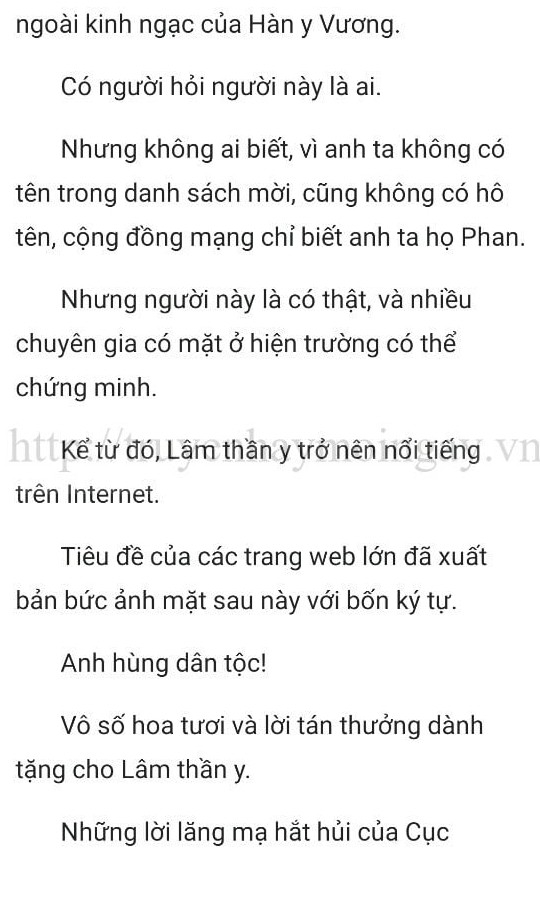 ngoài kinh ngạc của Hàn y Vương.
Có người hỏi người này là ai.
Nhưng không ai biết, vì anh ta không có
tên trong danh sách mời, cũng không có hô
tên, cộng đồng mạng chỉ biết anh ta họ Phan.
Nhưng người này là có thật, và nhiều
chuyên gia có mặt ở hiện trường có thể
chứng minh.
http://truyenhaymoingay.vn
Kể từ đó, Lâm thần y trở nên nổi tiếng
trên Internet.
Tiêu đề của các trang web lớn đã xuất
bản bức ảnh mặt sau này với bốn ký tự.
Anh hùng dân tộc!
Vô số hoa tươi và lời tán thưởng dành
tặng cho Lâm thần y.
Những lời lăng mạ hắt hủi của Cục